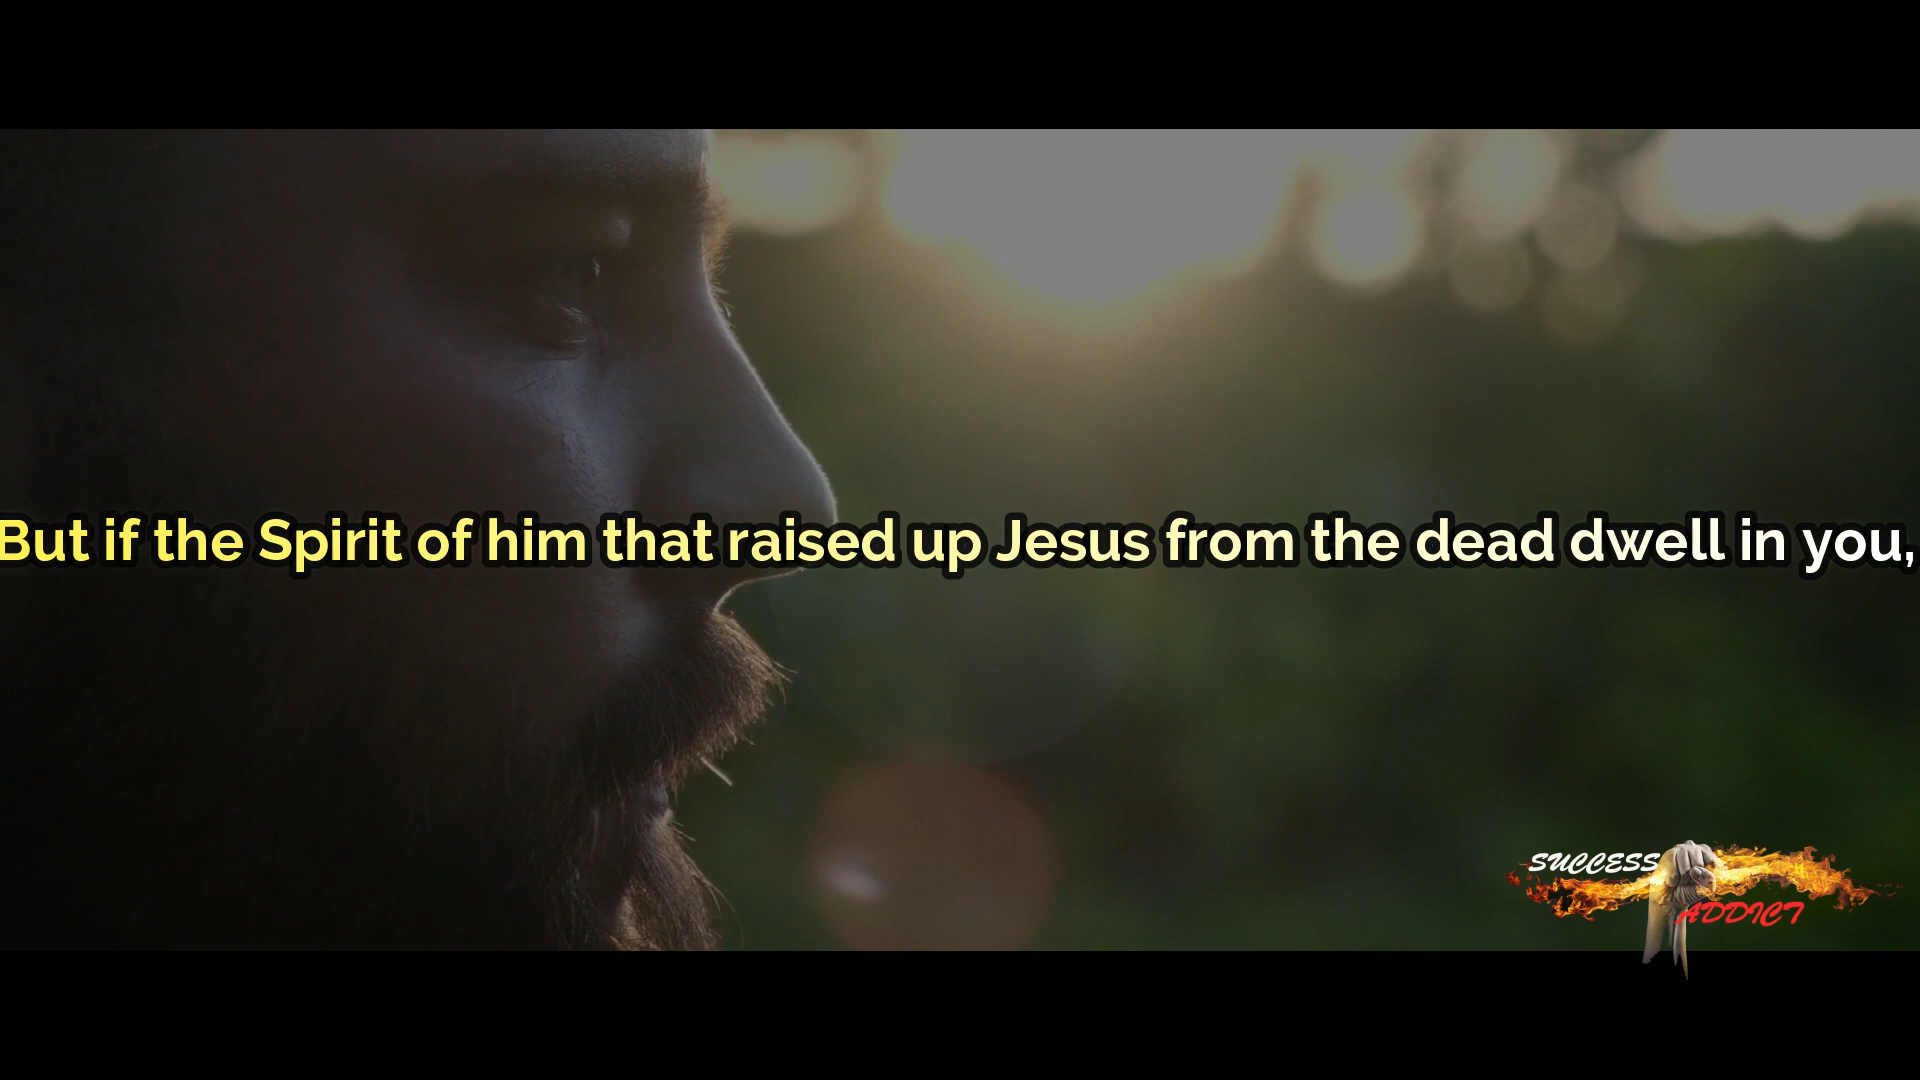 But if the Spirit of him that raised up Jesus from the dead dwell in you,
SUCCESS
ADDICT